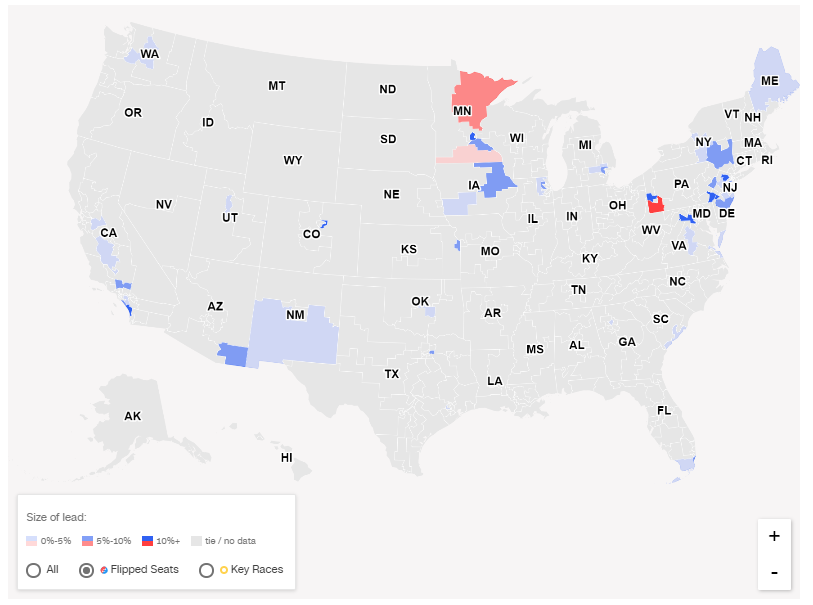 WA
ME
MT
ND
MN
OR
VT
NH
ID
SD
WI
MI
NY
MA
WY
CT
RI
IA
PA
NJ
NE
NV
UT
OH
MD
DE
IL
IN
CO
CA
WV
VA
KS
MO
KY
NC
TN
AZ
OK
NM
AR
SC
MS
AL
GA
TX
LA
AK
FL
HI
Size of lead:
0%-5% 5%-10% 10%+ tie / no data
All Flipped Seats Key Races
+
-